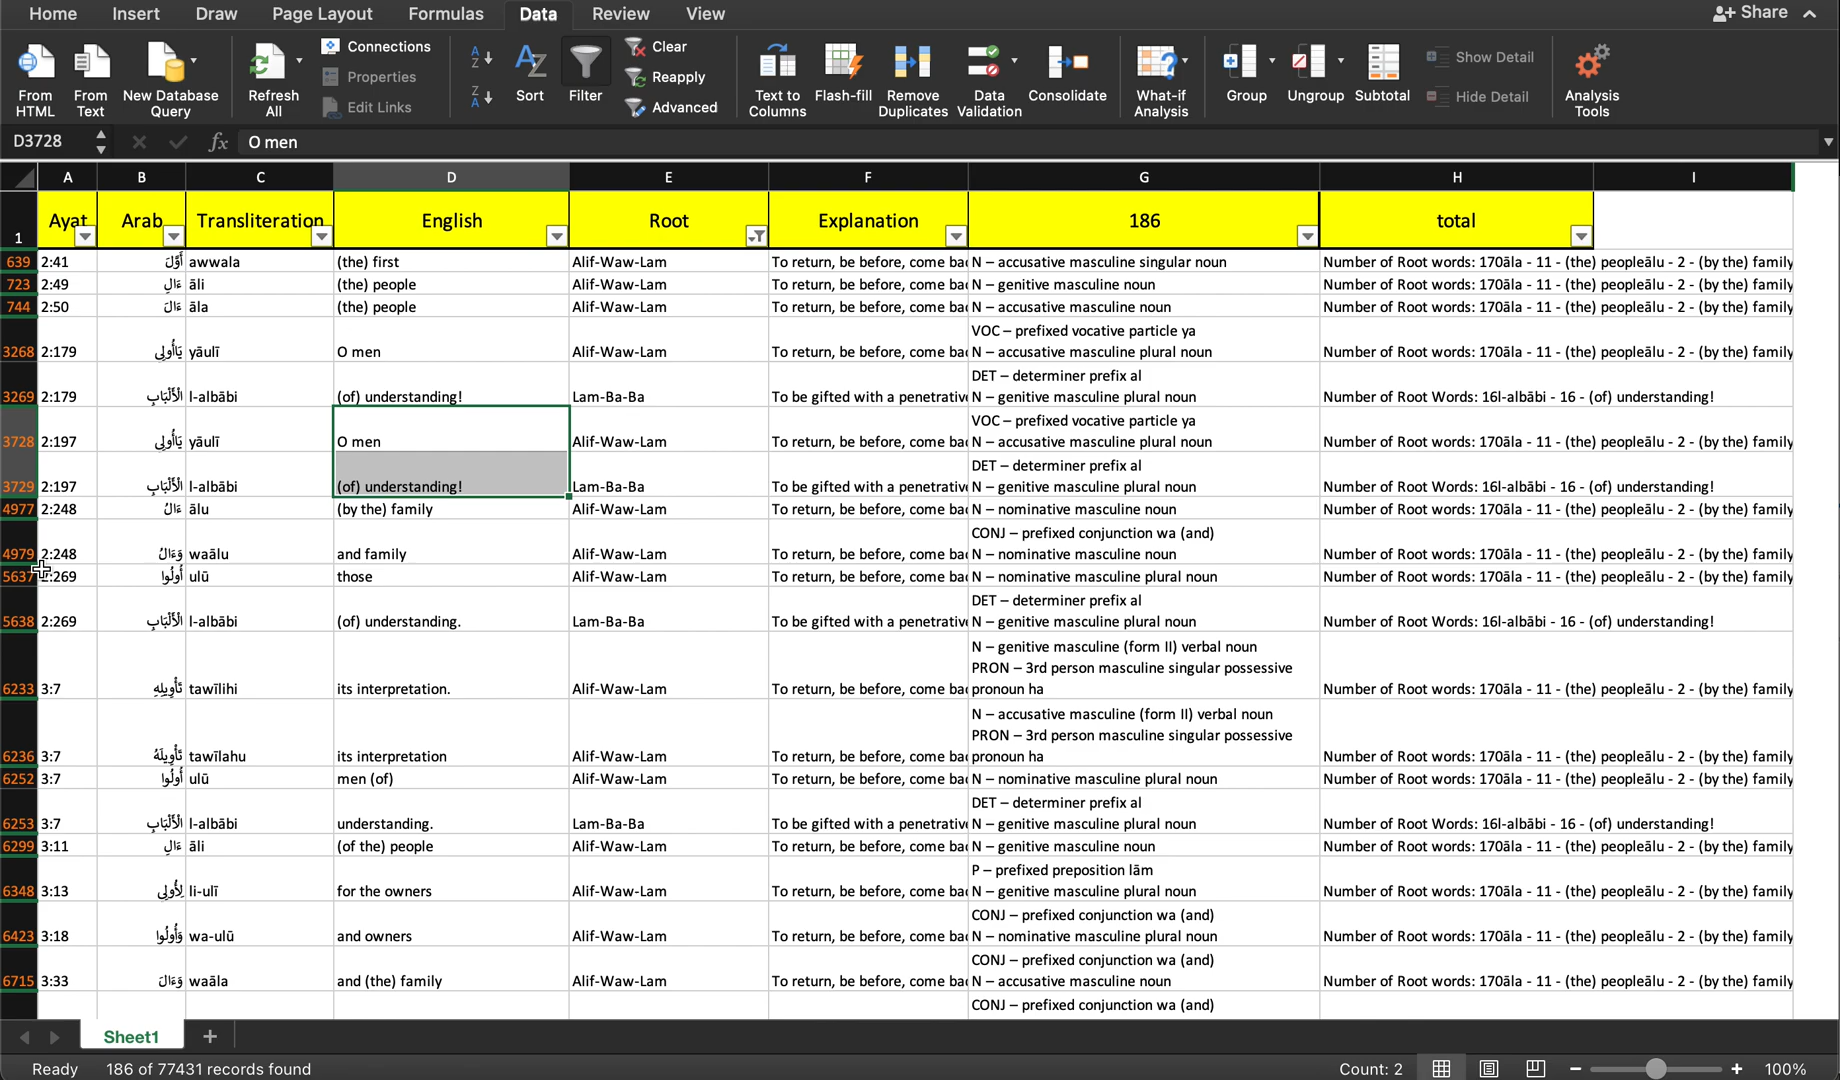 Home Insert Draw Page Layout Formulas Data Review View Share
From HTML From Text New Database Query Refresh All Connections Properties Edit Links Sort Filter Clear Reapply Advanced Text to Columns Flash-fill Remove Duplicates Data Validation Consolidate What-if Analysis Group Ungroup Subtotal Show Detail Hide Detail Analysis Tools
D3728 fx O men
A B C D E F G H I
1 Ayat Arab Transliteration English Root Explanation 186 total
639 2:41 أَوَّلَ awwala (the) first Alif-Waw-Lam To return, be before, come bac N – accusative masculine singular noun Number of Root words: 170āla - 11 - (the) peopleālu - 2 - (by the) family
723 2:49 ءَالِ āli (the) people Alif-Waw-Lam To return, be before, come bac N – genitive masculine noun Number of Root words: 170āla - 11 - (the) peopleālu - 2 - (by the) family
744 2:50 ءَالَ āla (the) people Alif-Waw-Lam To return, be before, come bac N – accusative masculine noun Number of Root words: 170āla - 11 - (the) peopleālu - 2 - (by the) family
VOC – prefixed vocative particle ya
3268 2:179 يَاأُولِى yāulī O men Alif-Waw-Lam To return, be before, come bac N – accusative masculine plural noun Number of Root words: 170āla - 11 - (the) peopleālu - 2 - (by the) family
DET – determiner prefix al
3269 2:179 الْأَلْبَابِ l-albābi (of) understanding! Lam-Ba-Ba To be gifted with a penetrative N – genitive masculine plural noun Number of Root Words: 16l-albābi - 16 - (of) understanding!
VOC – prefixed vocative particle ya
3728 2:197 يَاأُولِى yāulī O men Alif-Waw-Lam To return, be before, come bac N – accusative masculine plural noun Number of Root words: 170āla - 11 - (the) peopleālu - 2 - (by the) family
DET – determiner prefix al
3729 2:197 الْأَلْبَابِ l-albābi (of) understanding! Lam-Ba-Ba To be gifted with a penetrative N – genitive masculine plural noun Number of Root Words: 16l-albābi - 16 - (of) understanding!
4977 2:248 ءَالُ ālu (by the) family Alif-Waw-Lam To return, be before, come bac N – nominative masculine noun Number of Root words: 170āla - 11 - (the) peopleālu - 2 - (by the) family
CONJ – prefixed conjunction wa (and)
4979 2:248 وَءَالُ waālu and family Alif-Waw-Lam To return, be before, come bac N – nominative masculine noun Number of Root words: 170āla - 11 - (the) peopleālu - 2 - (by the) family
5637 2:269 أُولُوا ulū those Alif-Waw-Lam To return, be before, come bac N – nominative masculine plural noun Number of Root words: 170āla - 11 - (the) peopleālu - 2 - (by the) family
DET – determiner prefix al
5638 2:269 الْأَلْبَابِ l-albābi (of) understanding. Lam-Ba-Ba To be gifted with a penetrative N – genitive masculine plural noun Number of Root Words: 16l-albābi - 16 - (of) understanding!
N – genitive masculine (form II) verbal noun
PRON – 3rd person masculine singular possessive
6233 3:7 تَأْوِيلِهِ tawīlihi its interpretation. Alif-Waw-Lam To return, be before, come bac pronoun ha Number of Root words: 170āla - 11 - (the) peopleālu - 2 - (by the) family
N – accusative masculine (form II) verbal noun
PRON – 3rd person masculine singular possessive
6236 3:7 تَأْوِيلَهُ tawīlahu its interpretation Alif-Waw-Lam To return, be before, come bac pronoun ha Number of Root words: 170āla - 11 - (the) peopleālu - 2 - (by the) family
6252 3:7 أُولُوا ulū men (of) Alif-Waw-Lam To return, be before, come bac N – nominative masculine plural noun Number of Root words: 170āla - 11 - (the) peopleālu - 2 - (by the) family
DET – determiner prefix al
6253 3:7 الْأَلْبَابِ l-albābi understanding. Lam-Ba-Ba To be gifted with a penetrative N – genitive masculine plural noun Number of Root Words: 16l-albābi - 16 - (of) understanding!
6299 3:11 ءَالِ āli (of the) people Alif-Waw-Lam To return, be before, come bac N – genitive masculine noun Number of Root words: 170āla - 11 - (the) peopleālu - 2 - (by the) family
P – prefixed preposition lām
6348 3:13 لِأُولِى li-ulī for the owners Alif-Waw-Lam To return, be before, come bac N – genitive masculine plural noun Number of Root words: 170āla - 11 - (the) peopleālu - 2 - (by the) family
CONJ – prefixed conjunction wa (and)
6423 3:18 وَأُولُوا wa-ulū and owners Alif-Waw-Lam To return, be before, come bac N – nominative masculine plural noun Number of Root words: 170āla - 11 - (the) peopleālu - 2 - (by the) family
CONJ – prefixed conjunction wa (and)
6715 3:33 وَءَالَ waāla and (the) family Alif-Waw-Lam To return, be before, come bac N – accusative masculine noun Number of Root words: 170āla - 11 - (the) peopleālu - 2 - (by the) family
CONJ – prefixed conjunction wa (and)
Sheet1 +
Ready 186 of 77431 records found Count: 2 100%